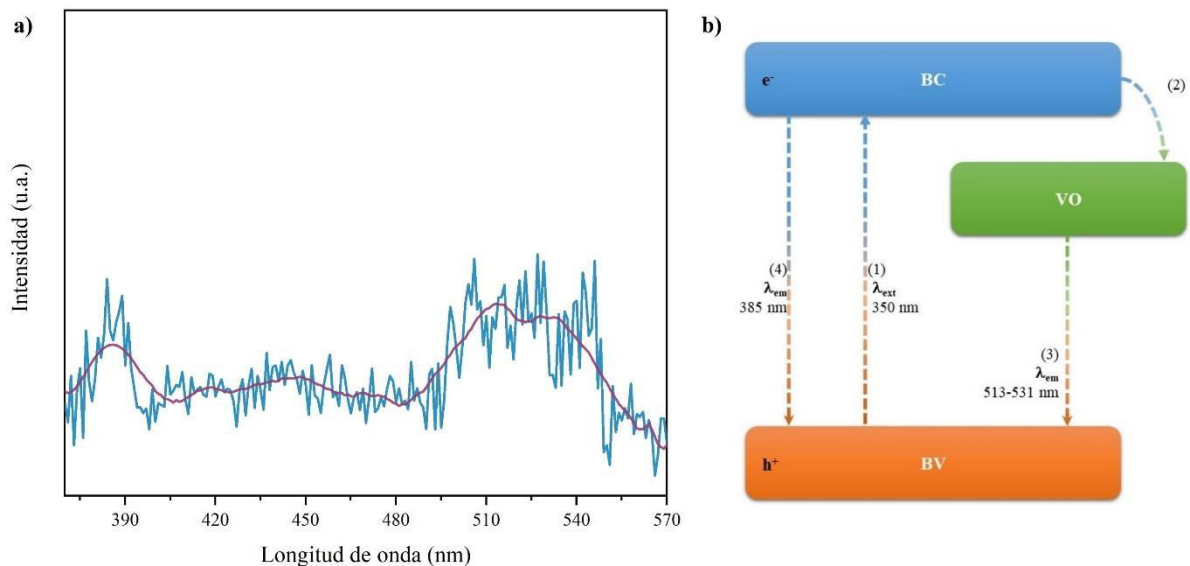 a)
Intensidad (u.a.)
390
420
450
480
510
540
570
Longitud de onda (nm)
b)
e-
BC
(2)
VO
(4)
λem
385 nm
(1)
λext
350 nm
(3)
λem
513-531 nm
h+
BV